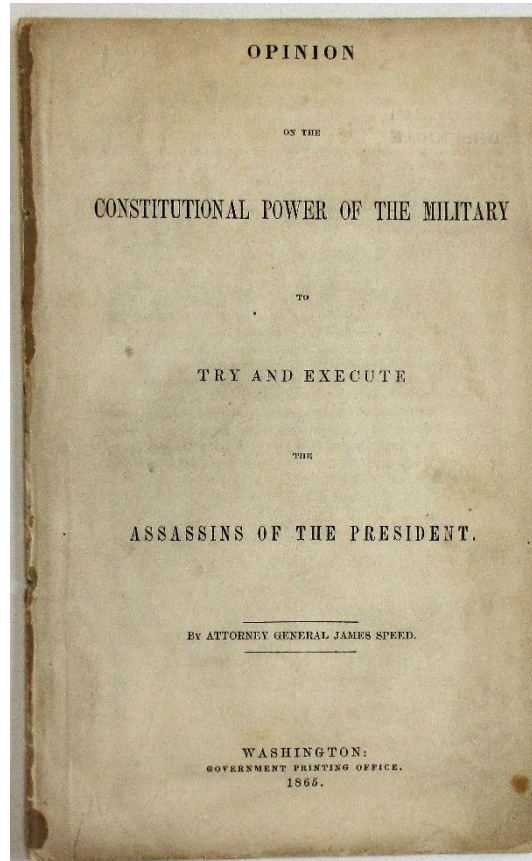 OPINION
ON THE
CONSTITUTIONAL POWER OF THE MILITARY
TO
TRY AND EXECUTE
THE
ASSASSINS OF THE PRESIDENT.
BY ATTORNEY GENERAL JAMES SPEED.
WASHINGTON:
GOVERNMENT PRINTING OFFICE.
1865.